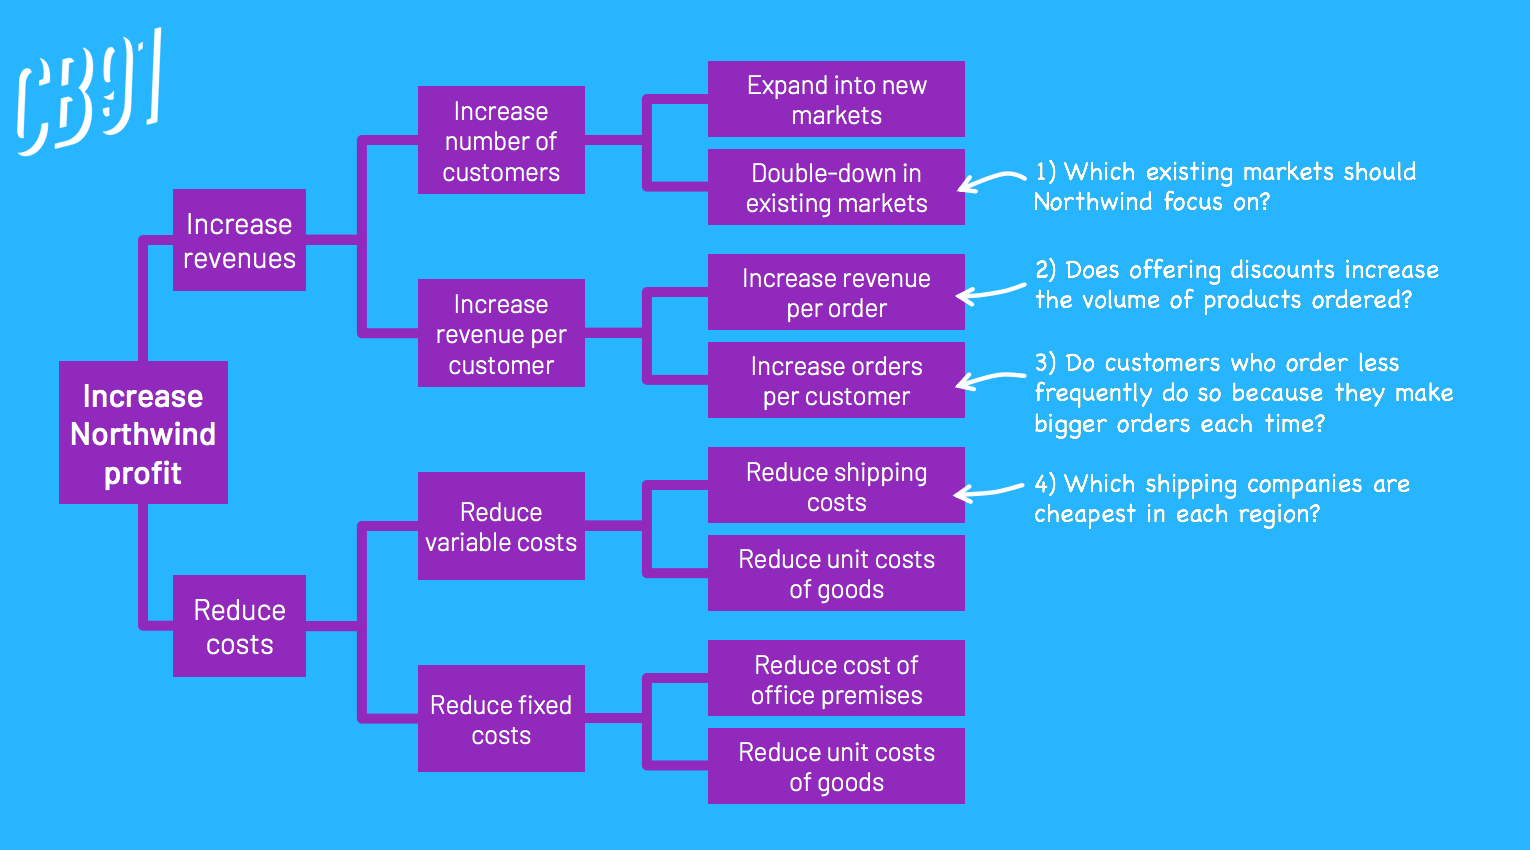 CB91
Increase
Northwind
profit
Increase
revenues
Reduce
costs
Increase
number of
customers
Increase
revenue per
customer
Reduce
variable costs
Reduce fixed
costs
Expand into new
markets
Double-down in
existing markets
Increase revenue
per order
Increase orders
per customer
Reduce shipping
costs
Reduce unit costs
of goods
Reduce cost of
office premises
Reduce unit costs
of goods
1) Which existing markets should
Northwind focus on?
2) Does offering discounts increase
the volume of products ordered?
3) Do customers who order less
frequently do so because they make
bigger orders each time?
4) Which shipping companies are
cheapest in each region?